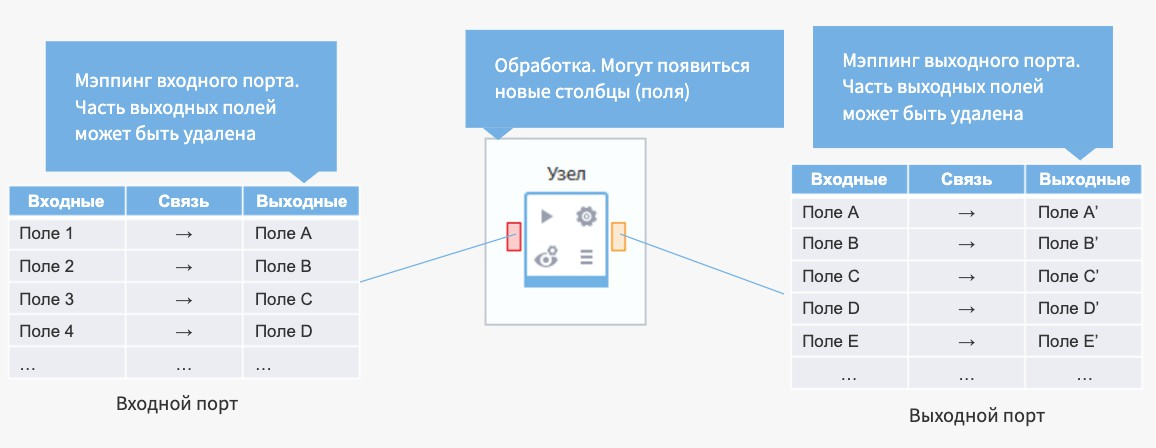 Мэппинг входного порта.
Часть выходных полей
может быть удалена
Обработка. Могут появиться
новые столбцы (поля)
Мэппинг выходного порта.
Часть выходных полей
может быть удалена
Входные Связь Выходные
Поле 1 → Поле A
Поле 2 → Поле B
Поле 3 → Поле C
Поле 4 → Поле D
… … …
Входной порт
Узел
Входные Связь Выходные
Поле A → Поле A’
Поле B → Поле B’
Поле C → Поле C’
Поле D → Поле D’
Поле E → Поле E’
… … …
Выходной порт